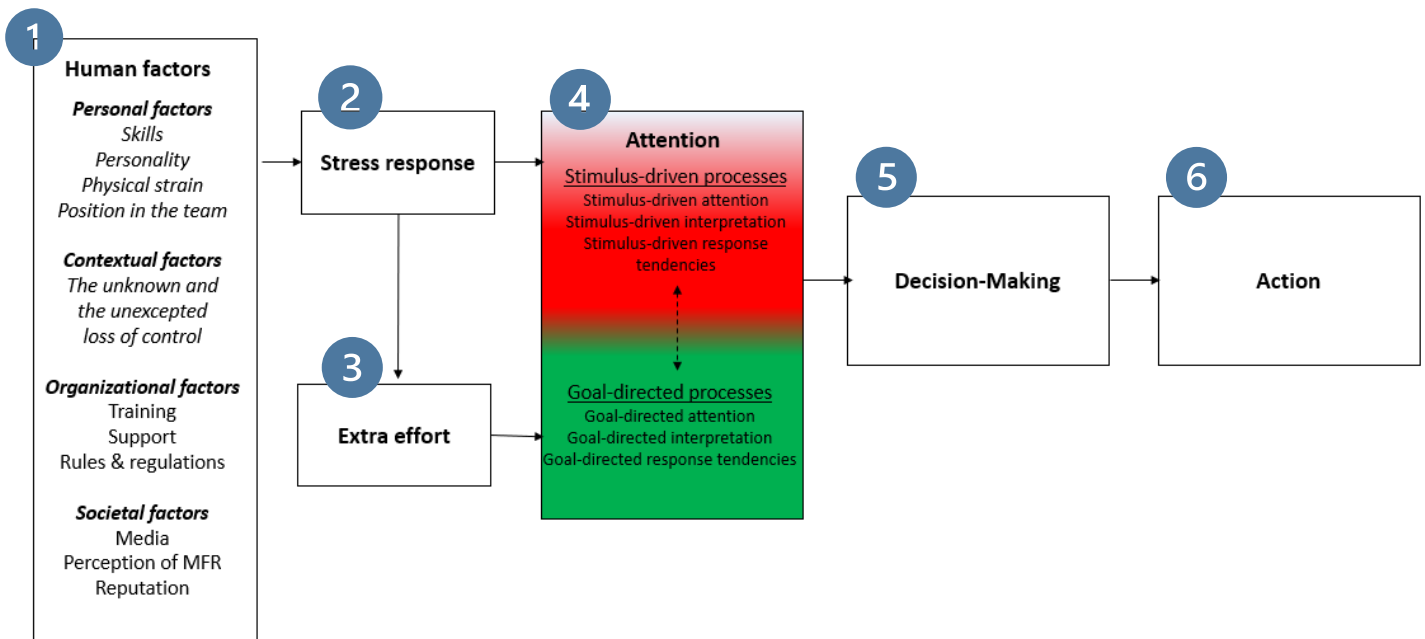 1
Human factors
Personal factors
Skills
Personality
Physical strain
Position in the team
Contextual factors
The unknown and
the unexcepted
loss of control
Organizational factors
Training
Support
Rules & regulations
Societal factors
Media
Perception of MFR
Reputation
2
Stress response
3
Extra effort
4
Attention
Stimulus-driven processes
Stimulus-driven attention
Stimulus-driven interpretation
Stimulus-driven response
tendencies
Goal-directed processes
Goal-directed attention
Goal-directed interpretation
Goal-directed response tendencies
5
Decision-Making
6
Action